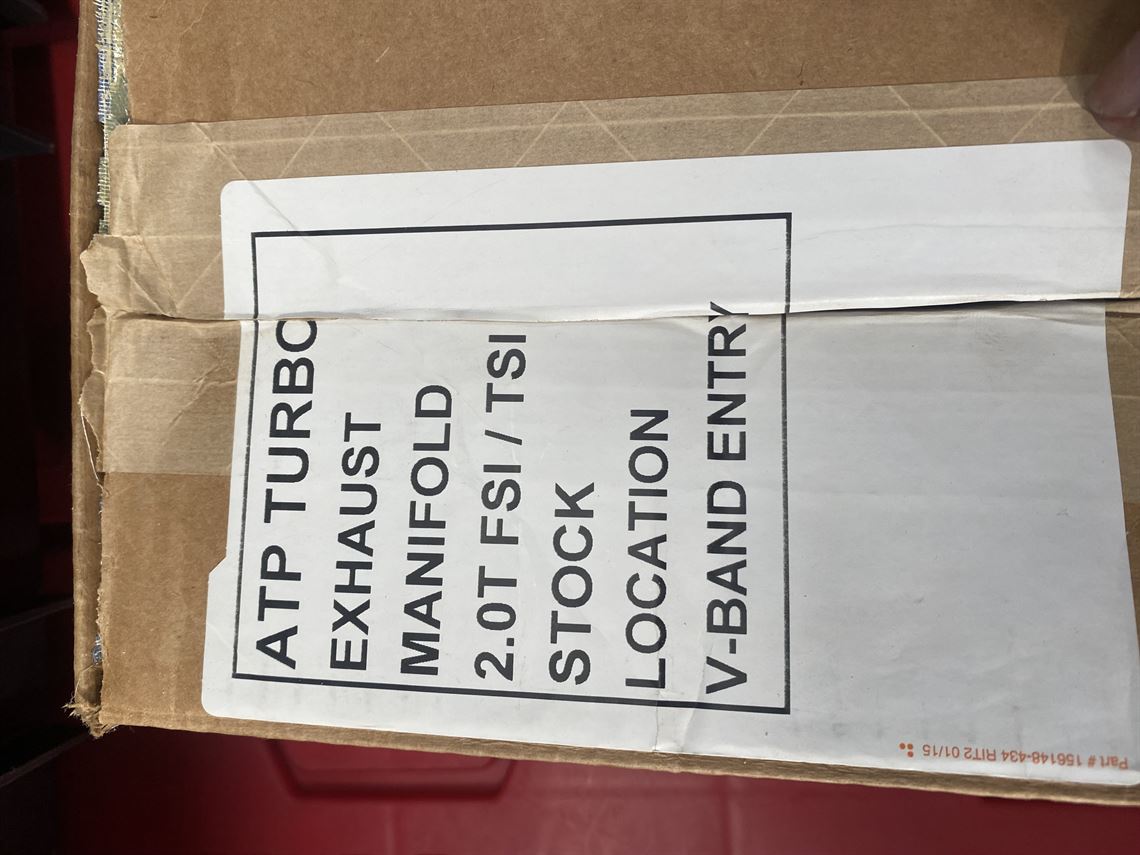 ATP TURBO
EXHAUST
MANIFOLD
2.0T FSI / TSI
STOCK
LOCATION
V-BAND ENTRY
Part # 156148-434 RIT2 01/15